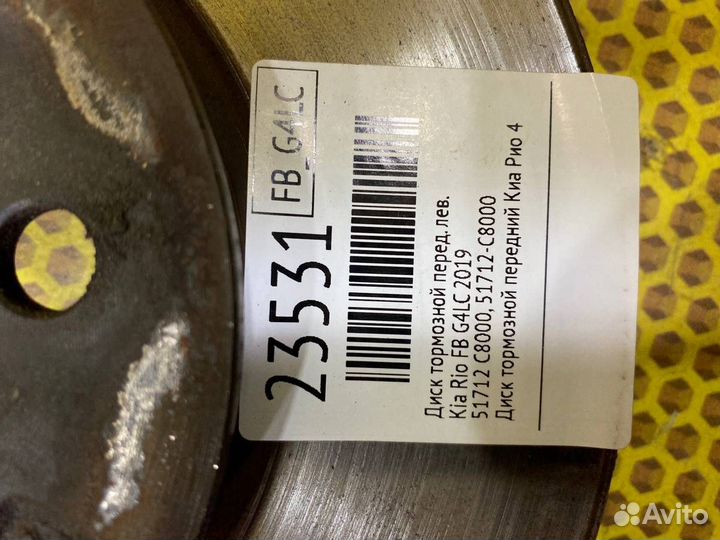 23531
FB_G4LC
Диск тормозной перед. лев.
Kia Rio FB G4LC 2019
51712 C8000, 51712-C8000
Диск тормозной передний Киа Рио 4
Avito